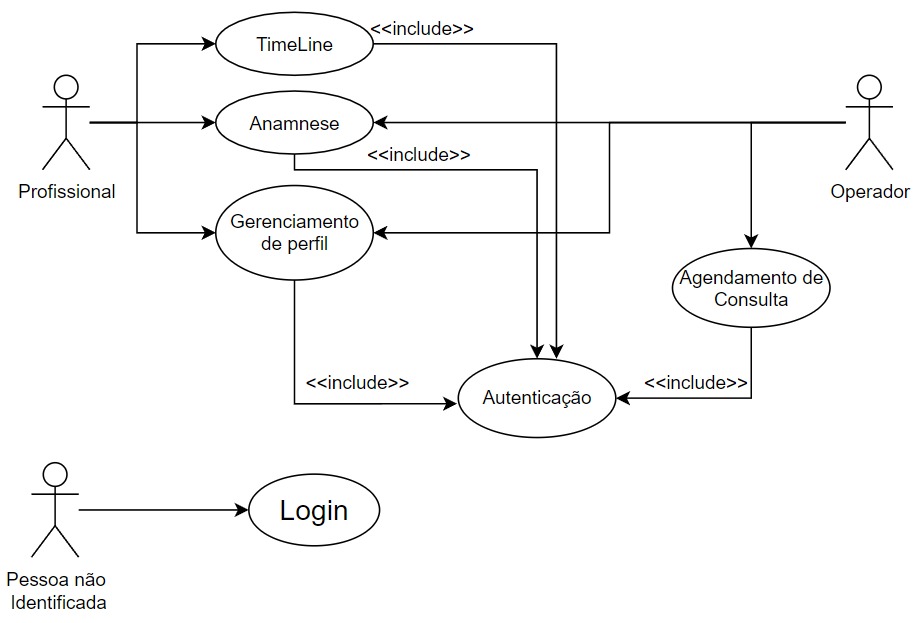 <<include>>
TimeLine
Anamnese
<<include>>
Profissional
Operador
Gerenciamento
de perfil
Agendamento de
Consulta
<<include>>
<<include>>
Autenticação
Login
Pessoa não
Identificada